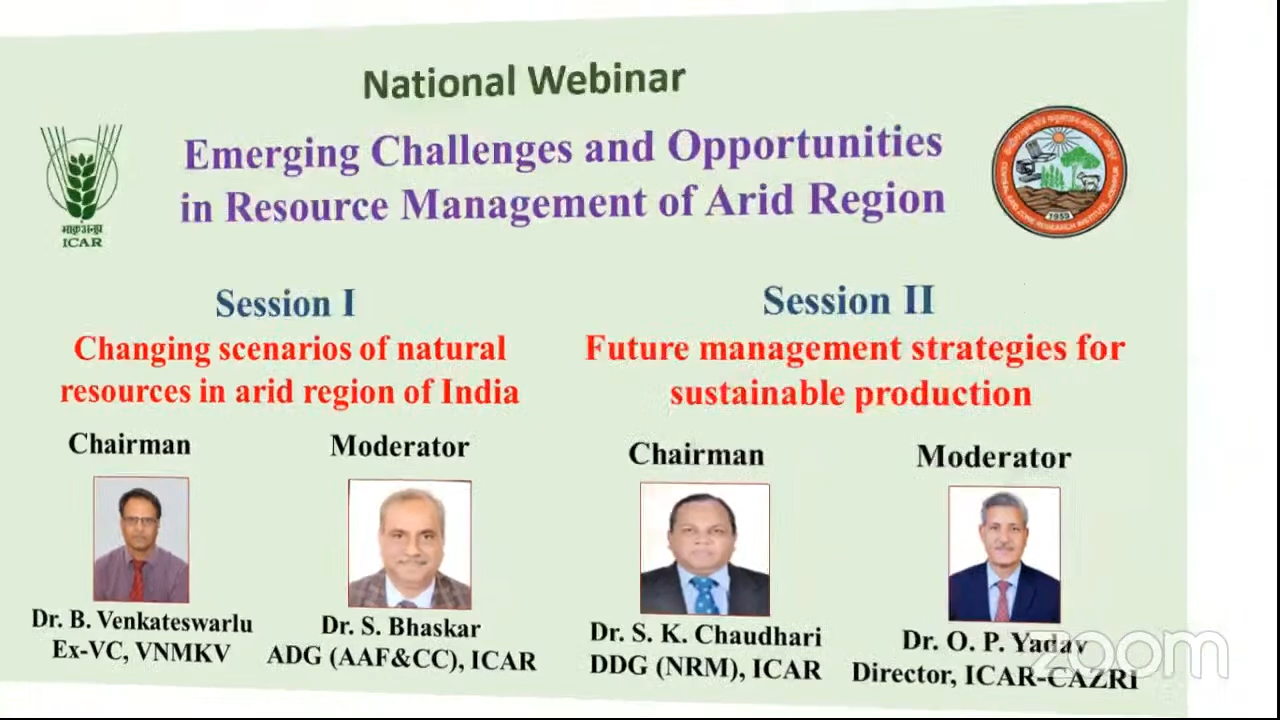 National Webinar
Emerging Challenges and Opportunities
in Resource Management of Arid Region
भाकृअनुप
ICAR
1959
Session I
Changing scenarios of natural
resources in arid region of India
Chairman
Moderator
Dr. B. Venkateswarlu
Ex-VC, VNMKV
Dr. S. Bhaskar
ADG (AAF&CC), ICAR
Session II
Future management strategies for
sustainable production
Chairman
Moderator
Dr. S. K. Chaudhari
DDG (NRM), ICAR
Dr. O. P. Yadav
Director, ICAR-CAZRI
zoom